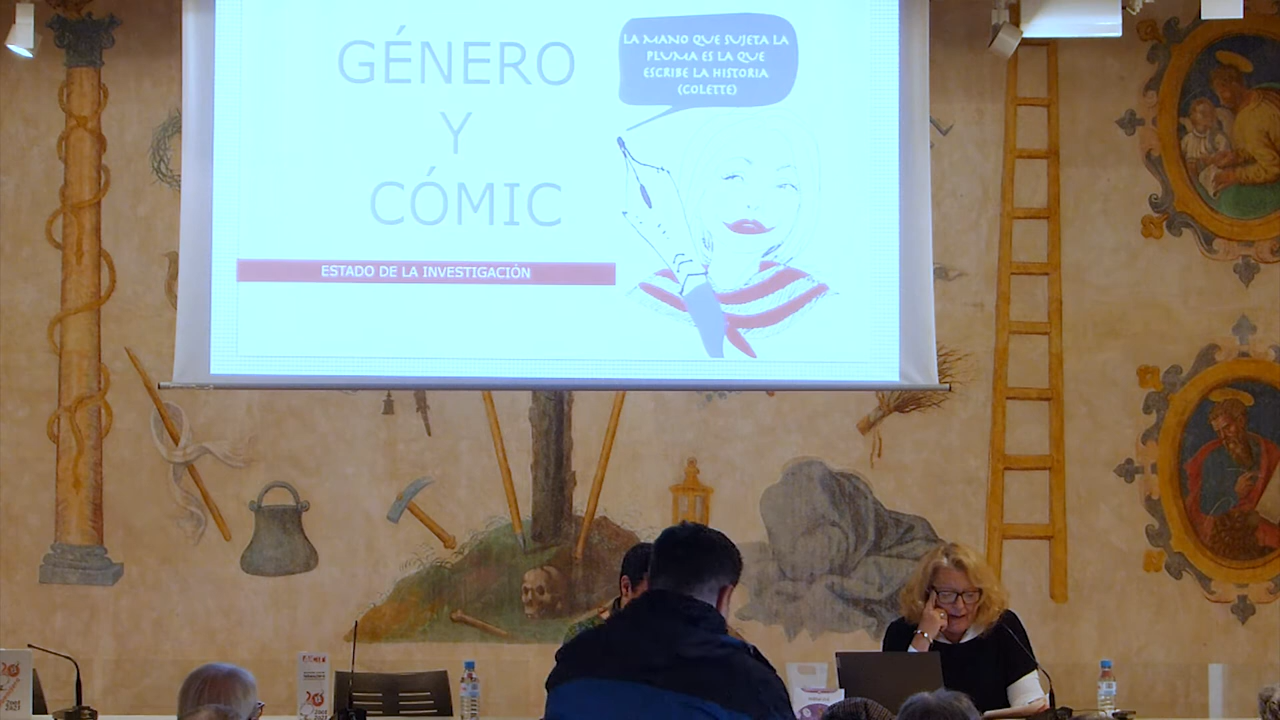 GÉNERO
Y
CÓMIC
LA MANO QUE SUJETA LA
PLUMA ES LA QUE
ESCRIBE LA HISTORIA
(COLETTE)
ESTADO DE LA INVESTIGACIÓN